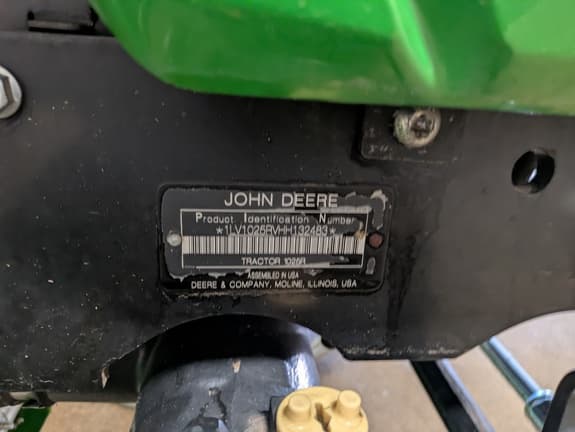 JOHN DEERE
Product Identification Number
*1LV1025RVHH132483*
TRACTOR 1025R
ASSEMBLED IN USA
DEERE & COMPANY, MOLINE, ILLINOIS, USA